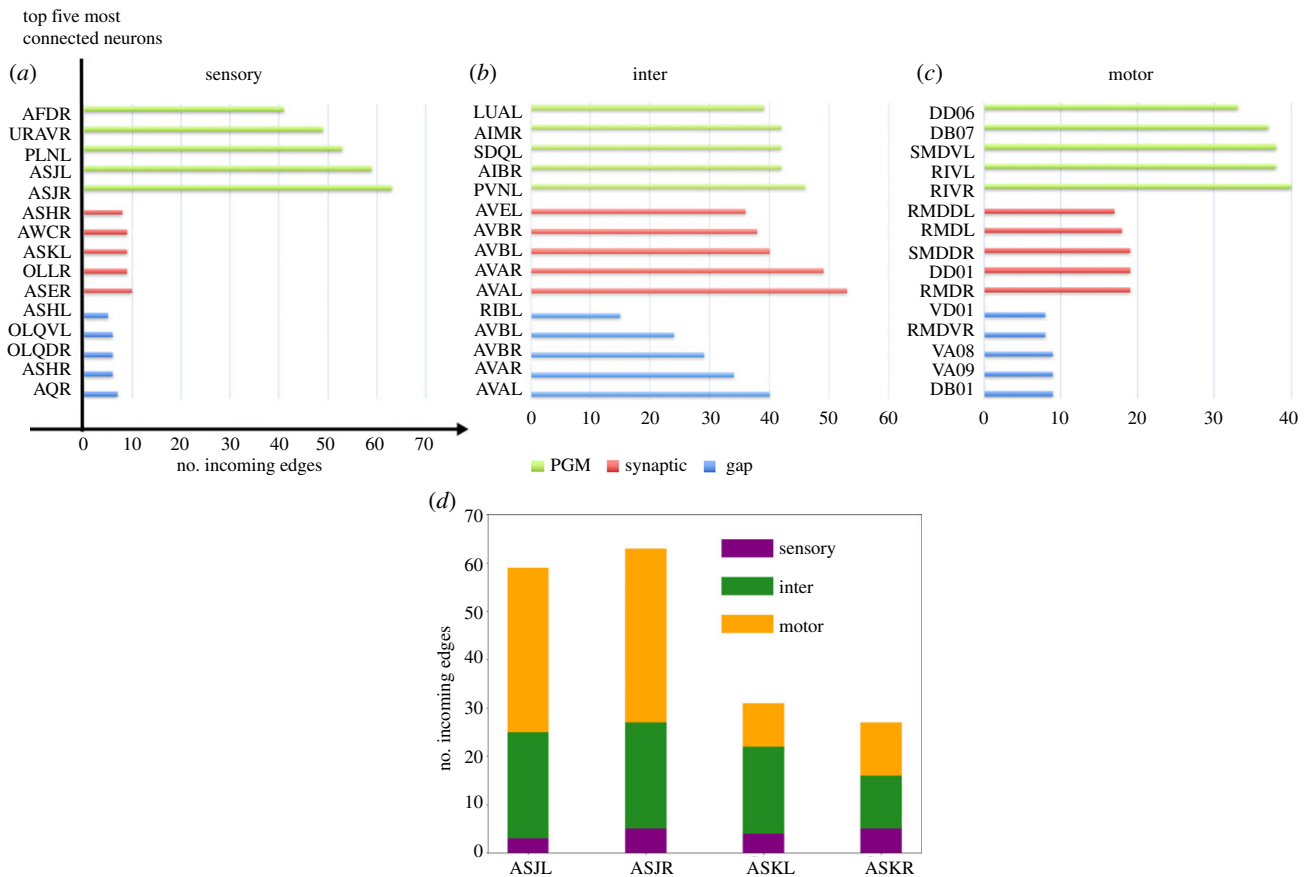 top five most
connected neurons
(a)
sensory
AFDR
URAVR
PLNL
ASJL
ASJR
ASHR
AWCR
ASKL
OLLR
ASER
ASHL
OLQVL
OLQDR
ASHR
AQR
0 10 20 30 40 50 60 70
no. incoming edges
(b)
inter
LUAL
AIMR
SDQL
AIBR
PVNL
AVEL
AVBR
AVBL
AVAR
AVAL
RIBL
AVBL
AVBR
AVAR
AVAL
0 10 20 30 40 50 60
(c)
motor
DD06
DB07
SMDVL
RIVL
RIVR
RMDDL
RMDL
SMDDR
DD01
RMDR
VD01
RMDVR
VA08
VA09
DB01
0 10 20 30 40
PGM synaptic gap
(d)
70
60
50
40
30
20
10
0
no. incoming edges
sensory
inter
motor
ASJL ASJR ASKL ASKR